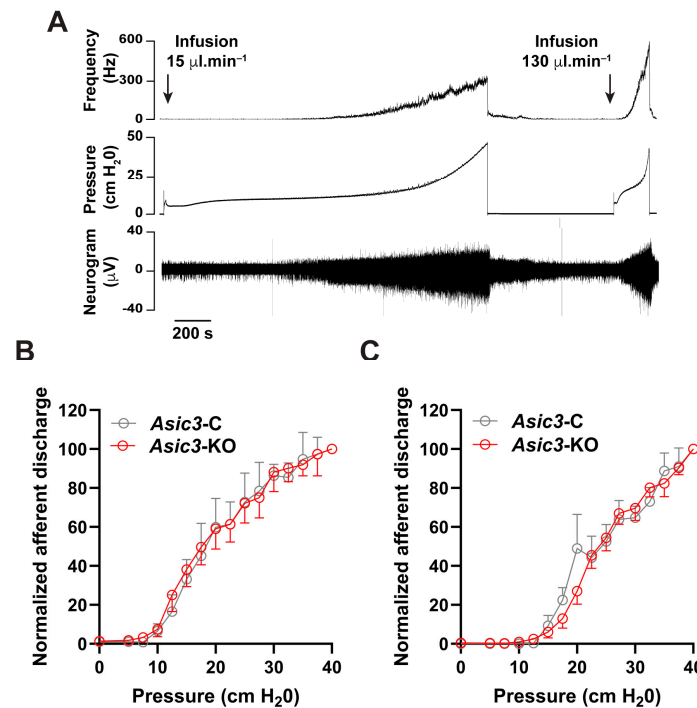 A
Infusion
15 µl.min⁻¹
Infusion
130 µl.min⁻¹
Frequency
(Hz)
600
300
0
Pressure
(cm H₂0)
50
25
0
Neurogram
(µV)
40
0
-40
200 s
B
Normalized afferent discharge
120
100
80
60
40
20
0
Asic3-C
Asic3-KO
0
10
20
30
40
Pressure (cm H₂0)
C
Normalized afferent discharge
120
100
80
60
40
20
0
Asic3-C
Asic3-KO
0
10
20
30
40
Pressure (cm H₂0)